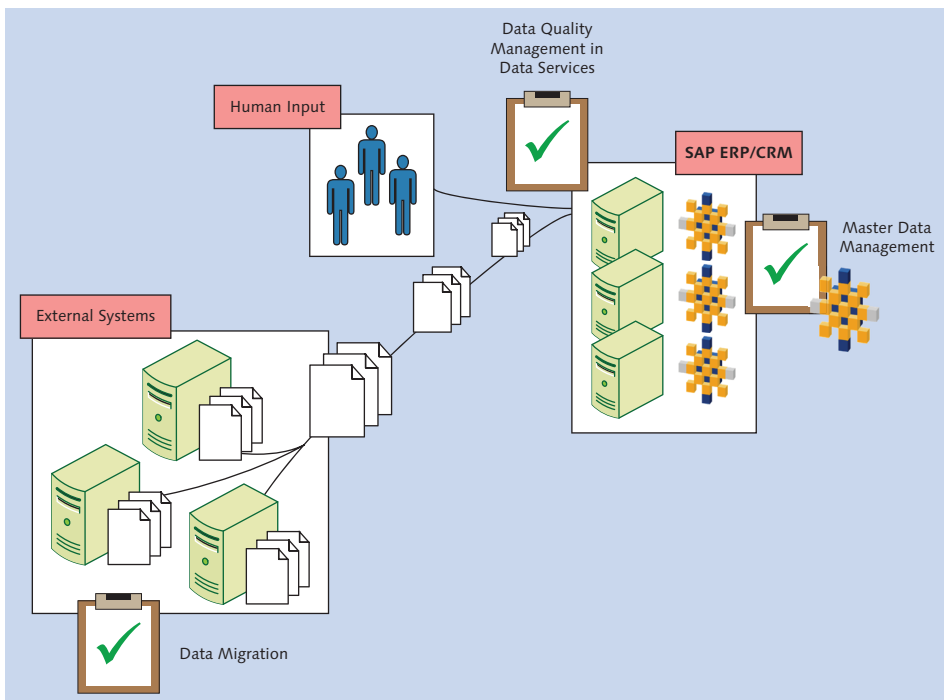 Data Quality
Management in
Data Services
Human Input
SAP ERP/CRM
Master Data
Management
External Systems
Data Migration